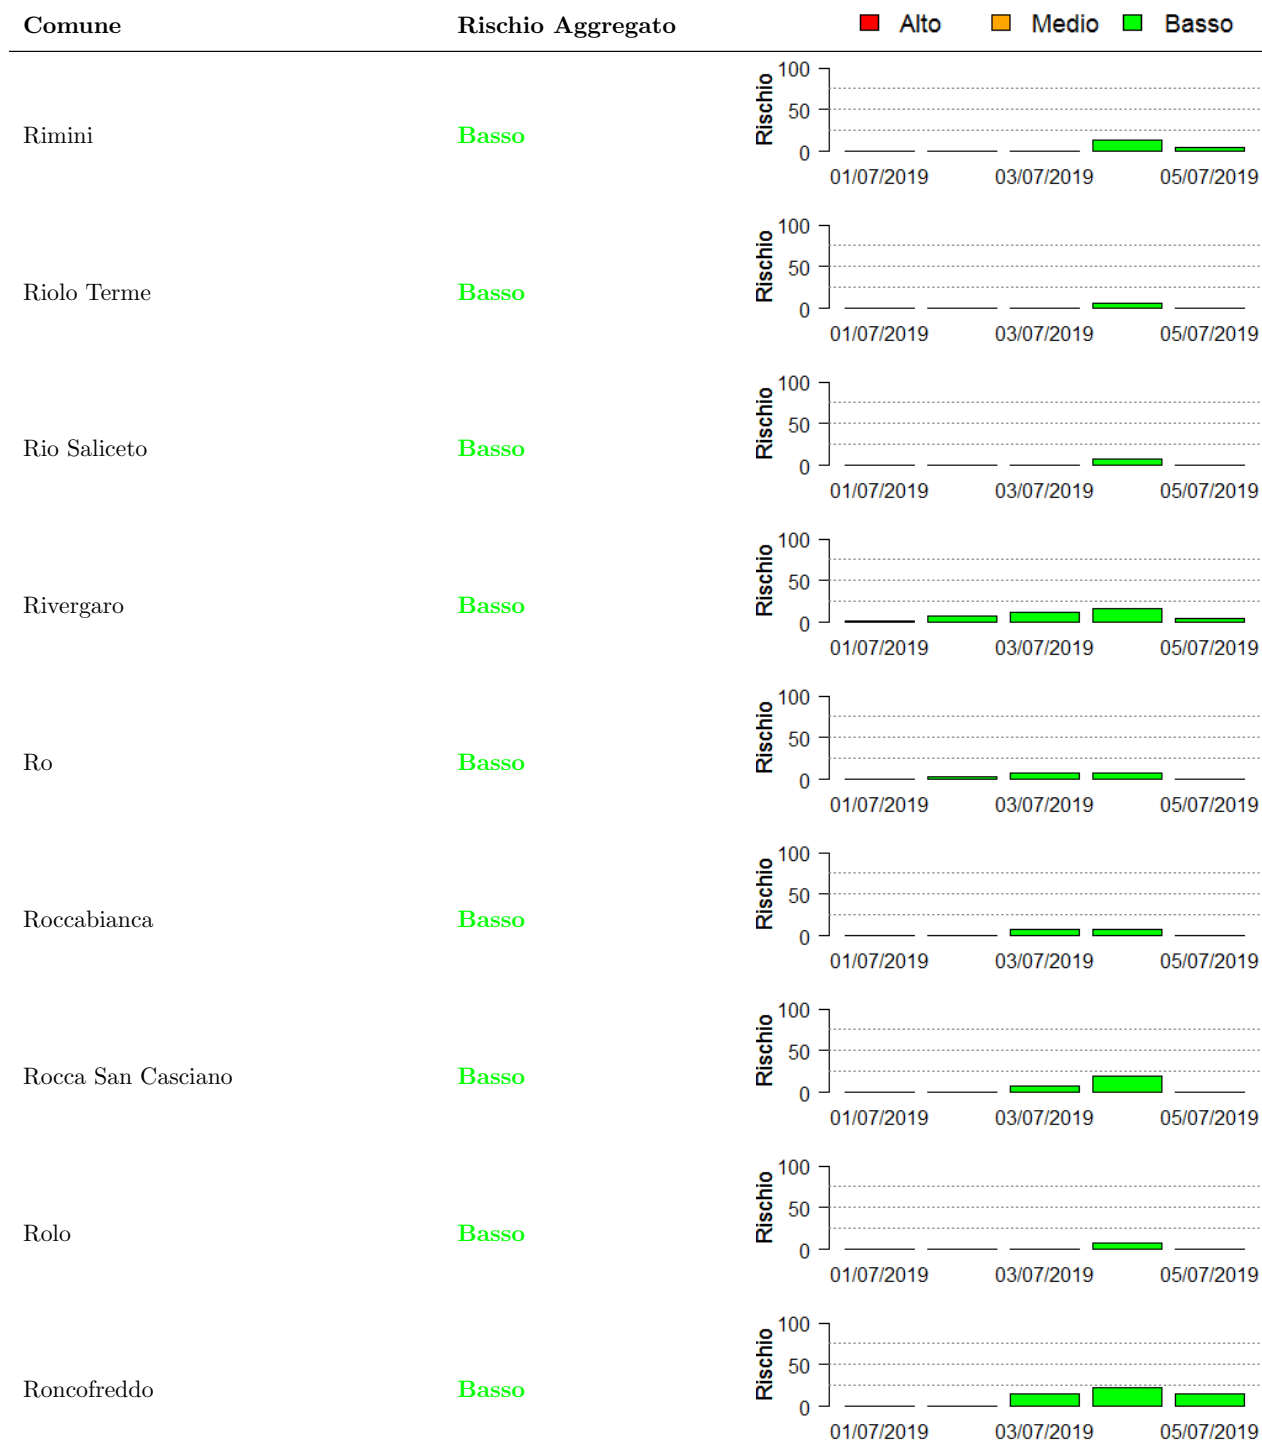 Comune Rischio Aggregato Alto Medio Basso
Rimini Basso
Rischio
100
50
0
01/07/2019 03/07/2019 05/07/2019
Riolo Terme Basso
Rischio
100
50
0
01/07/2019 03/07/2019 05/07/2019
Rio Saliceto Basso
Rischio
100
50
0
01/07/2019 03/07/2019 05/07/2019
Rivergaro Basso
Rischio
100
50
0
01/07/2019 03/07/2019 05/07/2019
Ro Basso
Rischio
100
50
0
01/07/2019 03/07/2019 05/07/2019
Roccabianca Basso
Rischio
100
50
0
01/07/2019 03/07/2019 05/07/2019
Rocca San Casciano Basso
Rischio
100
50
0
01/07/2019 03/07/2019 05/07/2019
Rolo Basso
Rischio
100
50
0
01/07/2019 03/07/2019 05/07/2019
Roncofreddo Basso
Rischio
100
50
0
01/07/2019 03/07/2019 05/07/2019